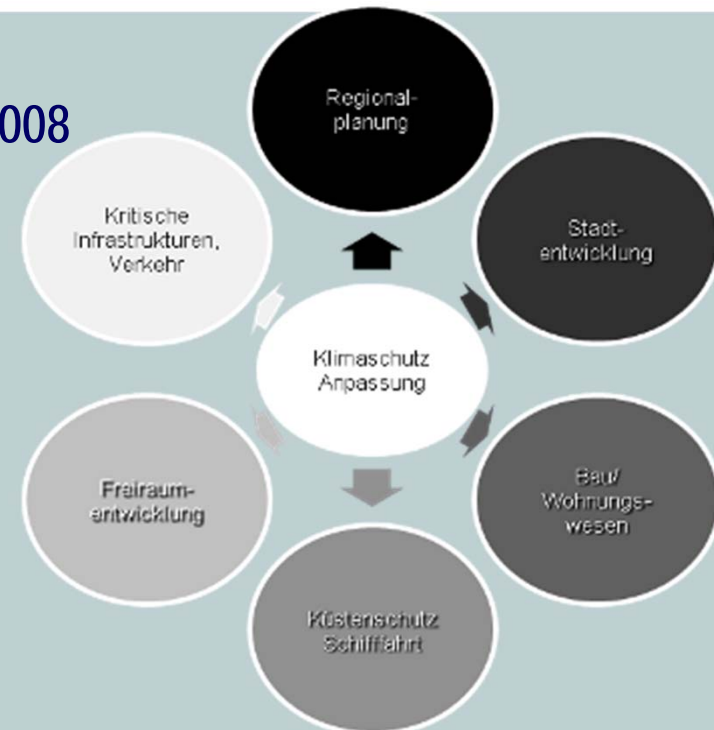 008
Regional-
planung
Stadt-
entwicklung
Bau/
Wohnungs-
wesen
Küstenschutz
Schifffahrt
Freiraum-
entwicklung
Kritische
Infrastrukturen,
Verkehr
Klimaschutz
Anpassung